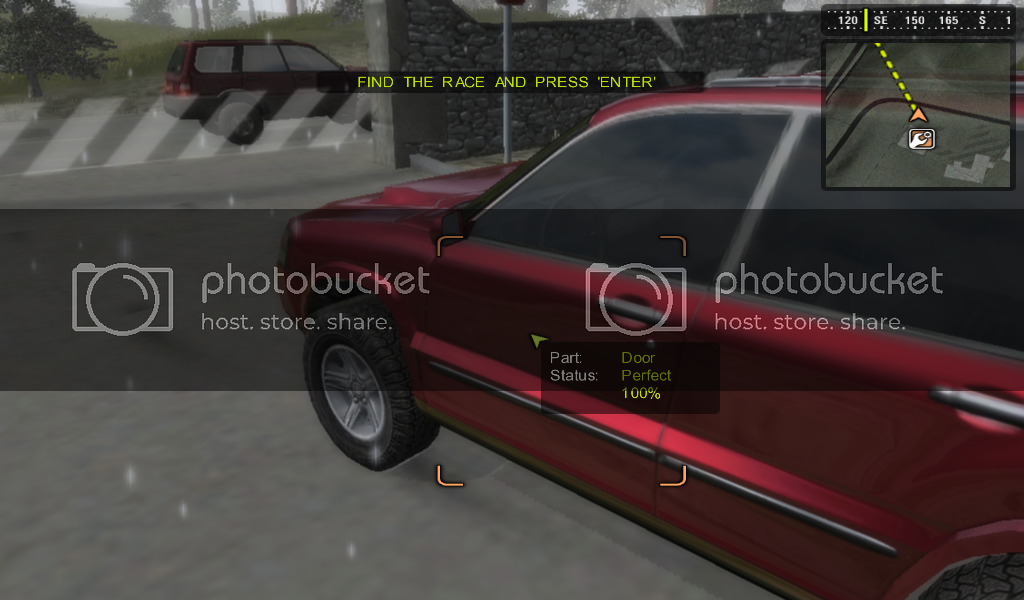 120 SE 150 165 S 1
FIND THE RACE AND PRESS 'ENTER'
photobucket photobucket
host. store. share. host. store. share.
Part: Door
Status: Perfect
100%